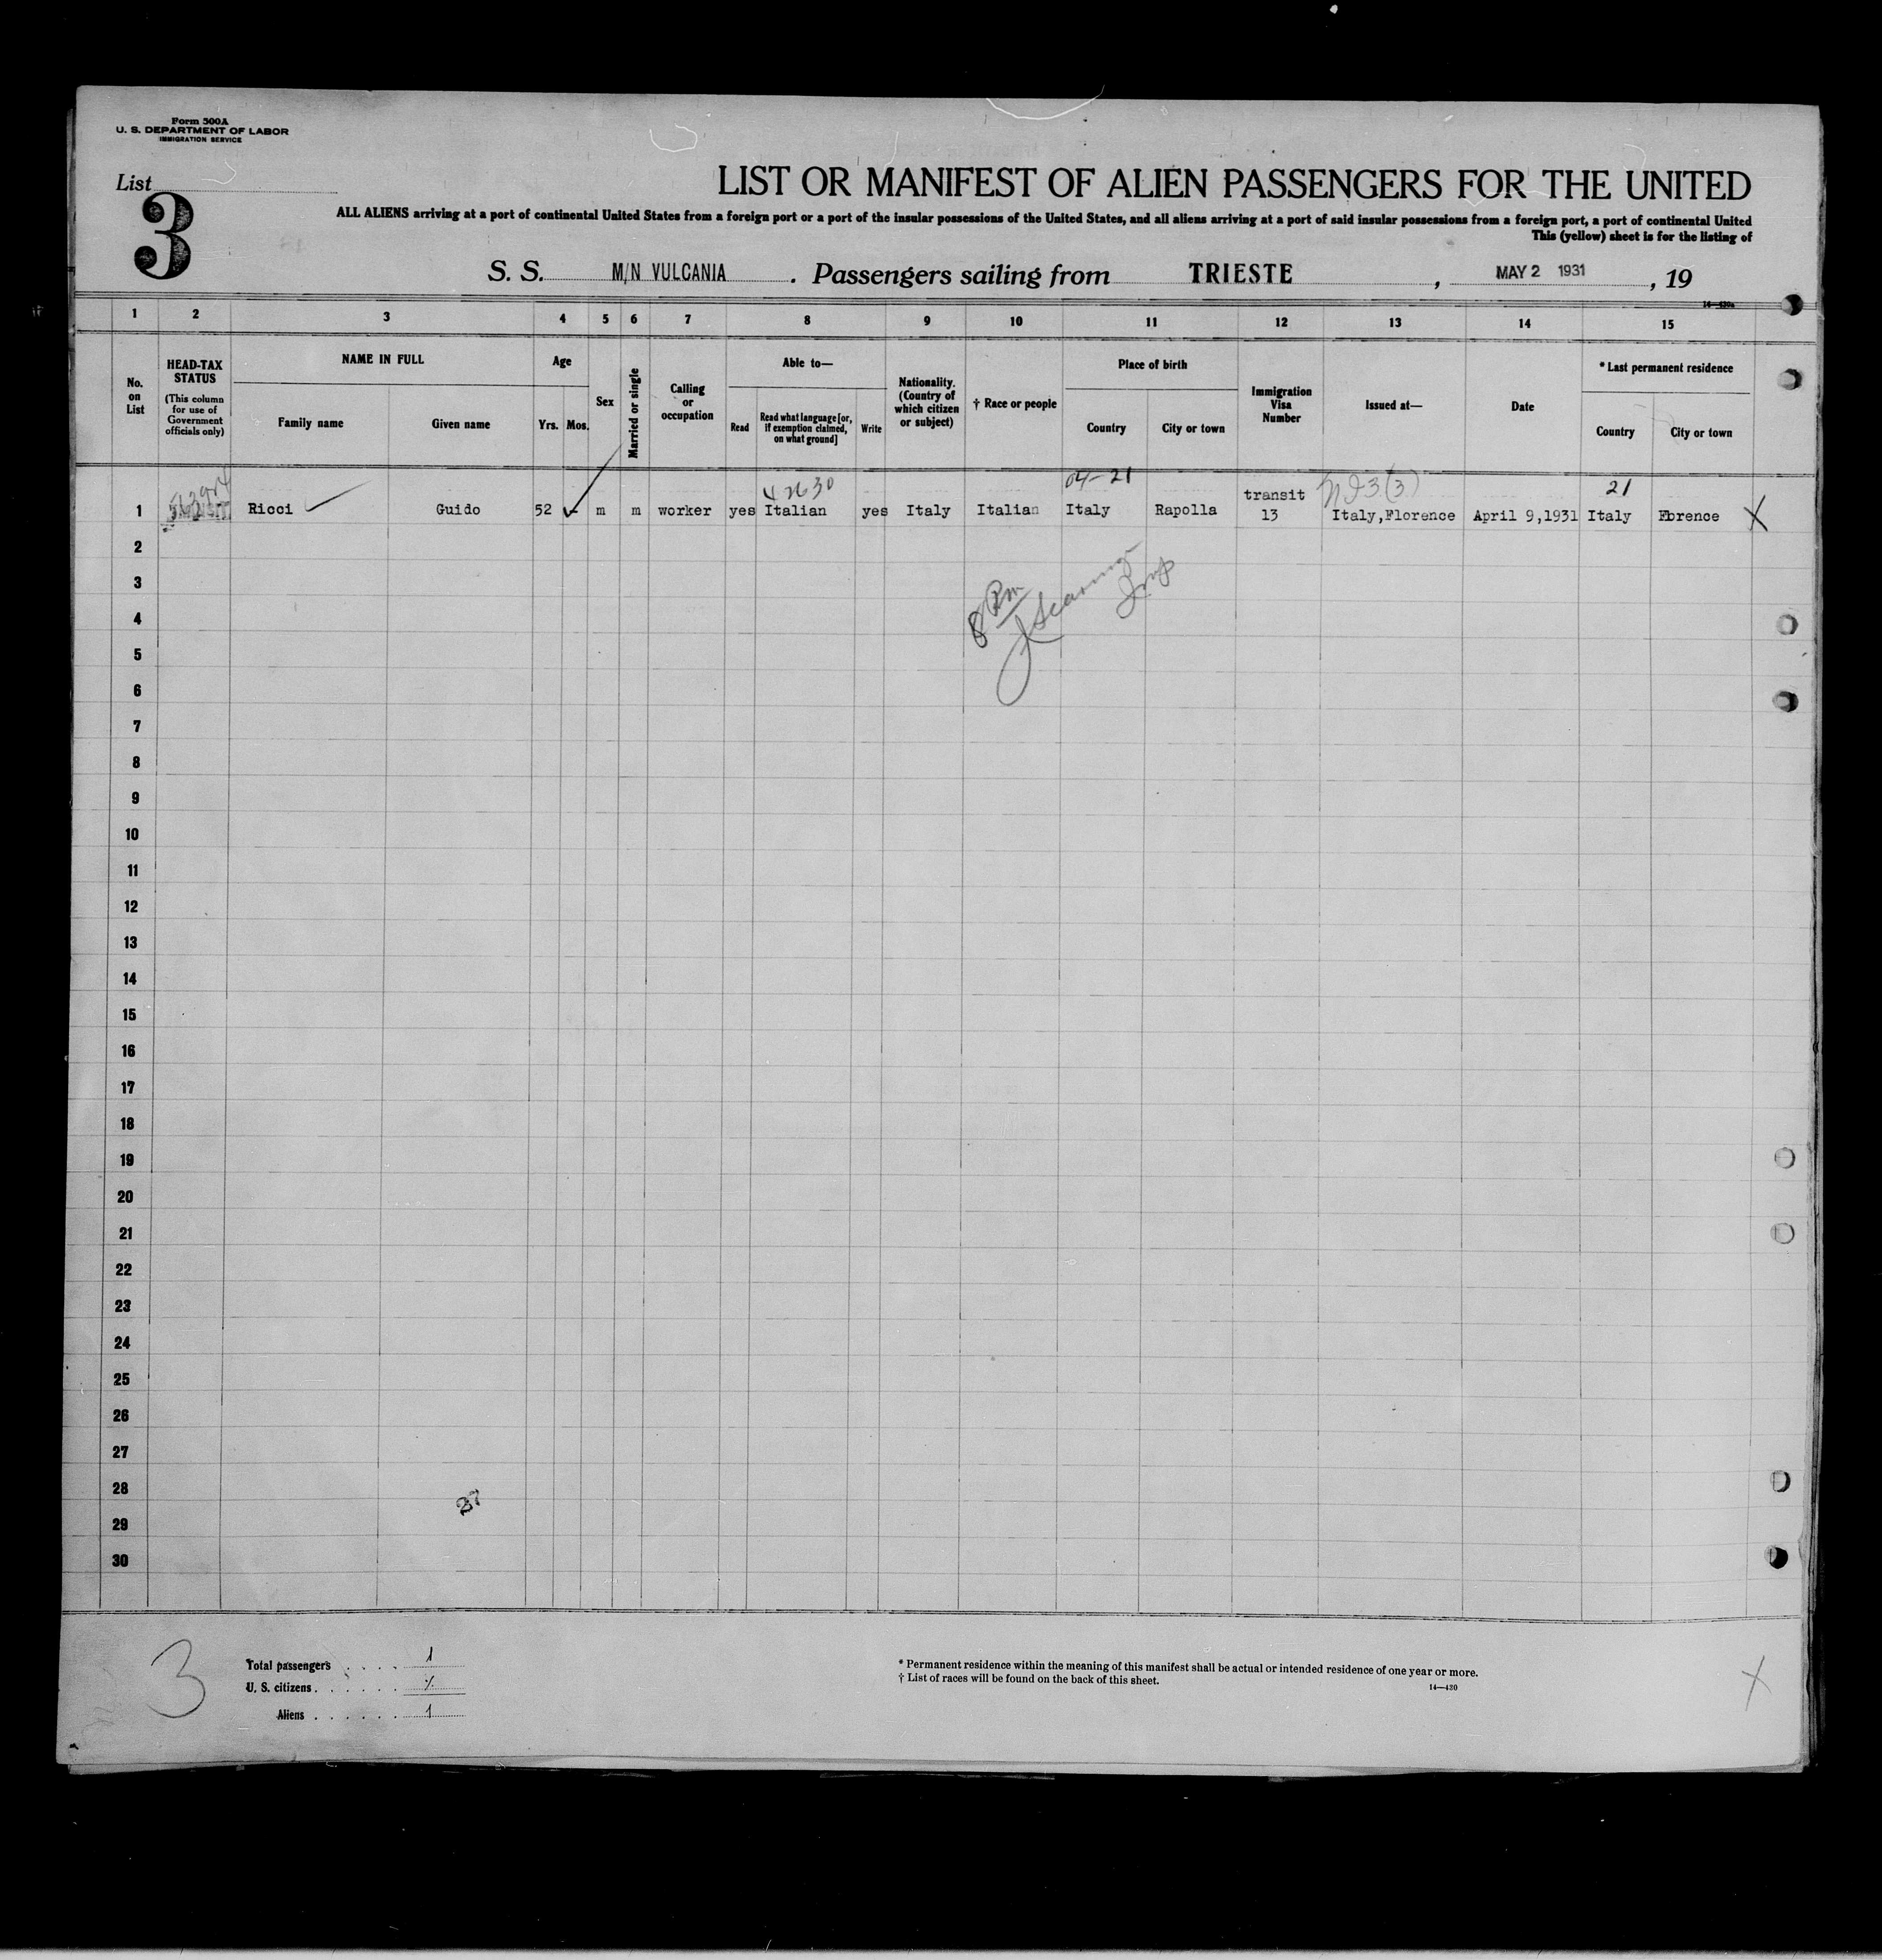 Form 500A
U. S. DEPARTMENT OF LABOR
IMMIGRATION SERVICE
List
3
LIST OR MANIFEST OF ALIEN PASSENGERS FOR THE UNITED
ALL ALIENS arriving at a port of continental United States from a foreign port or a port of the insular possessions of the United States, and all aliens arriving at a port of said insular possessions from a foreign port, a port of continental United
This (yellow) sheet is for the listing of
S. S. M/N VULCANIA . Passengers sailing from TRIESTE , MAY 2 1931 , 19
14—430a
1 2 3 4 5 6 7 8 9 10 11 12 13 14 15
No. on List
HEAD-TAX STATUS (This column for use of Government officials only)
NAME IN FULL
Family name
Given name
Age
Yrs. Mos.
Sex
Married or single
Calling or occupation
Able to—
Read
Read what language [or, if exemption claimed, on what ground]
Write
Nationality. (Country of which citizen or subject)
† Race or people
Place of birth
Country
City or town
Immigration Visa Number
Issued at—
Date
* Last permanent residence
Country
City or town
04-21
21
1 Ricci Guido 52 m m worker yes Italian yes Italy Italian Italy Rapolla transit 13 Italy,Florence April 9,1931 Italy Florence X
2
3
8 Pm
4
5
6
7
8
9
10
11
12
13
14
15
16
17
18
19
20
21
22
23
24
25
26
27
28
37
29
30
3
Total passengers . . . . 1
U. S. citizens . . . . . .
Aliens . . . . . . 1
* Permanent residence within the meaning of this manifest shall be actual or intended residence of one year or more.
† List of races will be found on the back of this sheet.
14—430
X